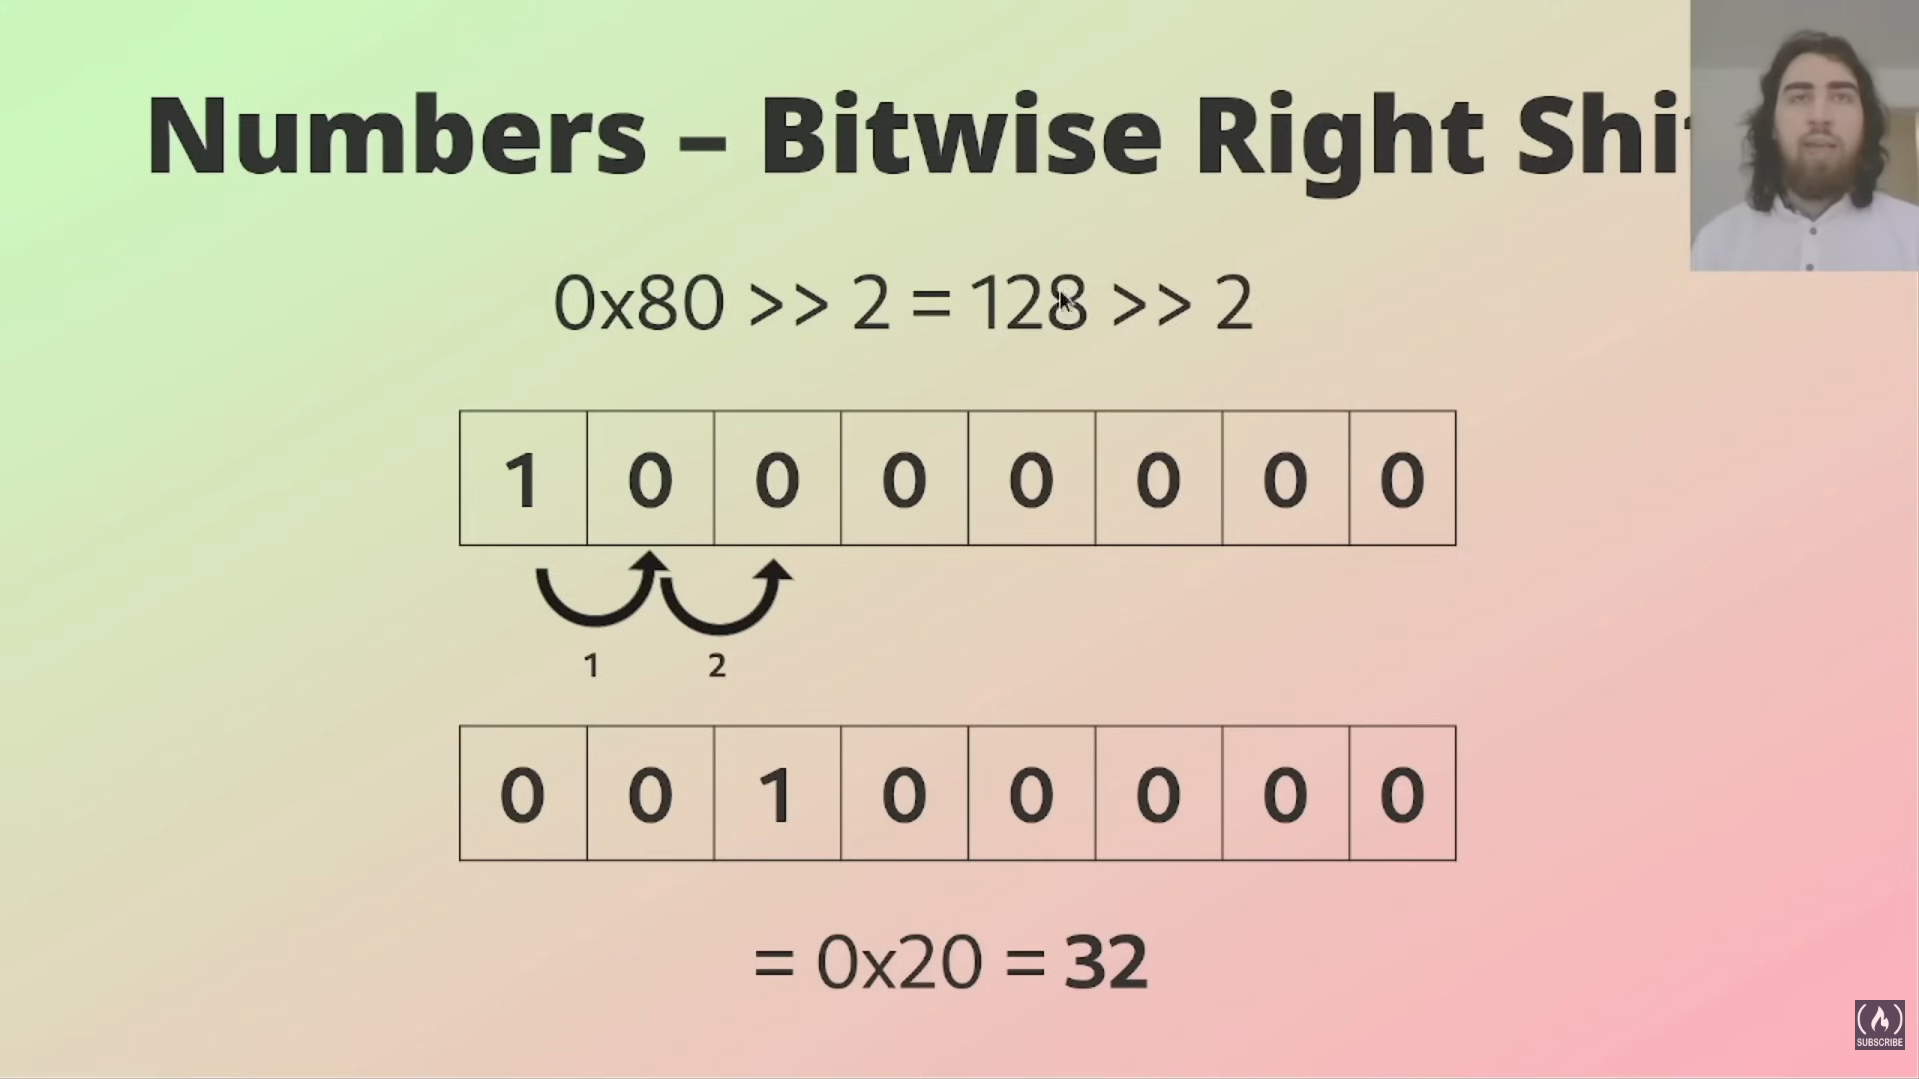 Numbers – Bitwise Right Shi
0x80 >> 2 = 128 >> 2
1 0 0 0 0 0 0 0
1 2
0 0 1 0 0 0 0 0
= 0x20 = 32
SUBSCRIBE